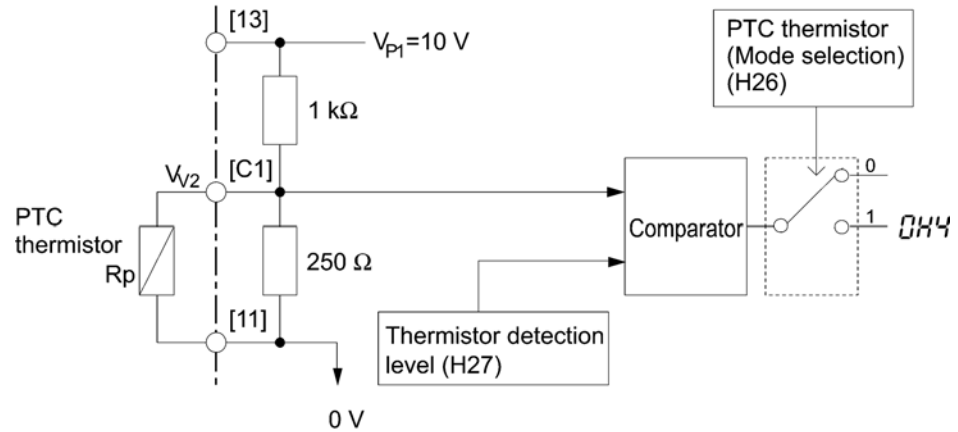 [13]
V_P1=10 V
PTC thermistor
(Mode selection)
(H26)
1 kΩ
V_V2
[C1]
0
PTC
thermistor
Rp
250 Ω
Comparator
1
OH4
[11]
Thermistor detection
level (H27)
0 V